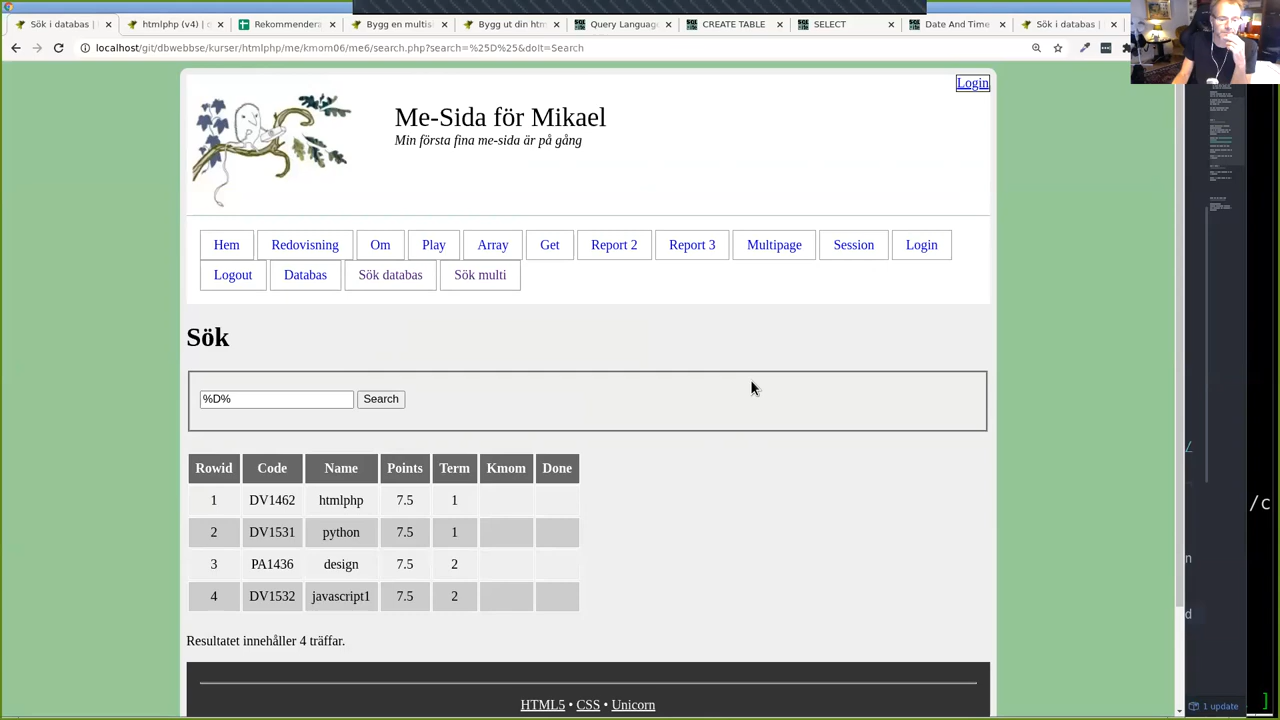 Sök i databas |
htmlphp (v4) |
Rekommendera
Bygg en multis
Bygg ut din htm
Query Language
CREATE TABLE
SELECT
Date And Time
Sök i databas |
localhost/git/dbwebbse/kurser/htmlphp/me/kmom06/me6/search.php?search=%25D%25&doIt=Search
Login
Me-Sida för Mikael
Min första fina me-sida är på gång
Hem Redovisning Om Play Array Get Report 2 Report 3 Multipage Session Login
Logout Databas Sök databas Sök multi
Sök
%D% Search
Rowid Code Name Points Term Kmom Done
1 DV1462 htmlphp 7.5 1
2 DV1531 python 7.5 1
3 PA1436 design 7.5 2
4 DV1532 javascript1 7.5 2
Resultatet innehåller 4 träffar.
HTML5 • CSS • Unicorn
/
/c
n
d
1 update
]